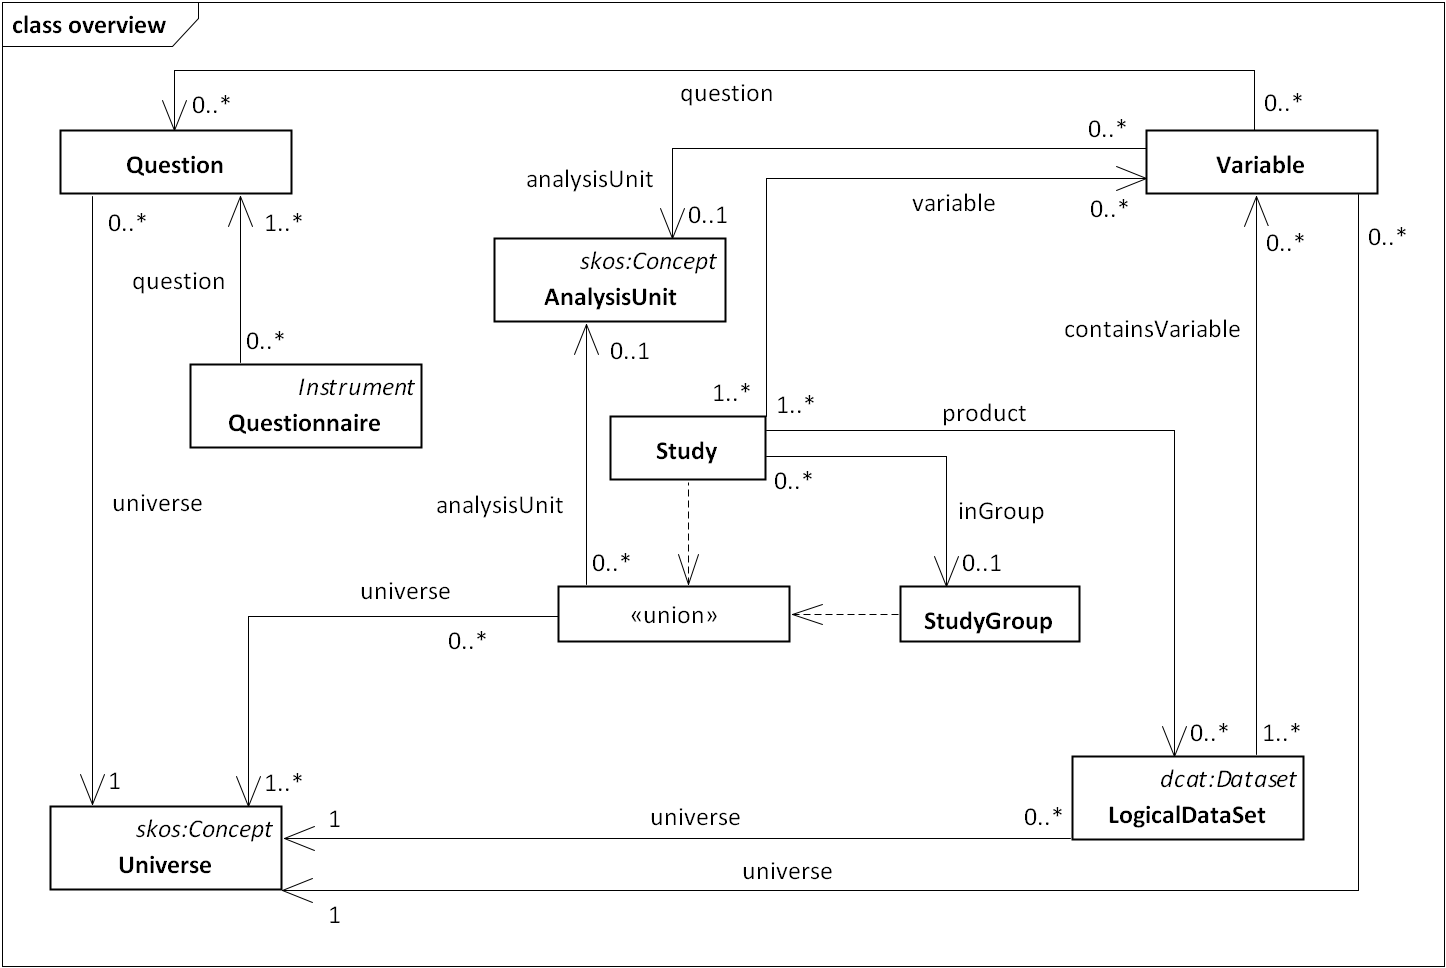 class overview
question
0..*
0..*
0..*
Question
Variable
analysisUnit
variable
0..*
0..*
1..*
0..1
0..*
0..*
skos:Concept
AnalysisUnit
question
containsVariable
0..*
0..1
Instrument
Questionnaire
1..*
1..*
product
Study
0..*
universe
analysisUnit
inGroup
0..*
0..1
universe
«union»
StudyGroup
0..*
0..*
1..*
1
1..*
dcat:Dataset
LogicalDataSet
1
universe
0..*
skos:Concept
Universe
universe
1